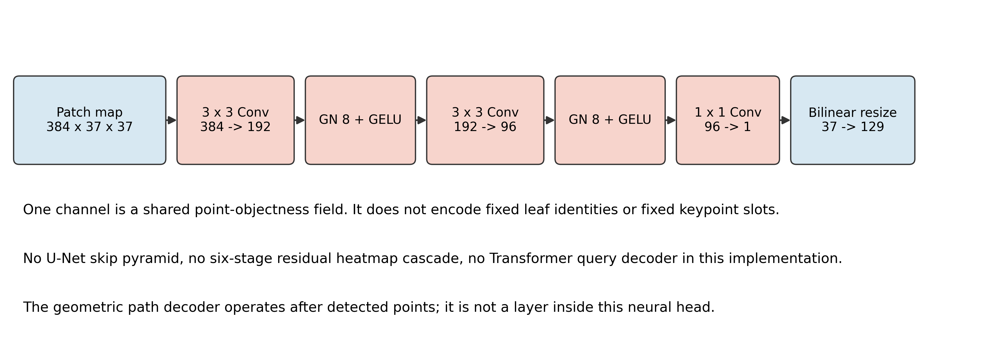 Patch map
384 x 37 x 37
3 x 3 Conv
384 -> 192
GN 8 + GELU
3 x 3 Conv
192 -> 96
GN 8 + GELU
1 x 1 Conv
96 -> 1
Bilinear resize
37 -> 129
One channel is a shared point-objectness field. It does not encode fixed leaf identities or fixed keypoint slots.
No U-Net skip pyramid, no six-stage residual heatmap cascade, no Transformer query decoder in this implementation.
The geometric path decoder operates after detected points; it is not a layer inside this neural head.